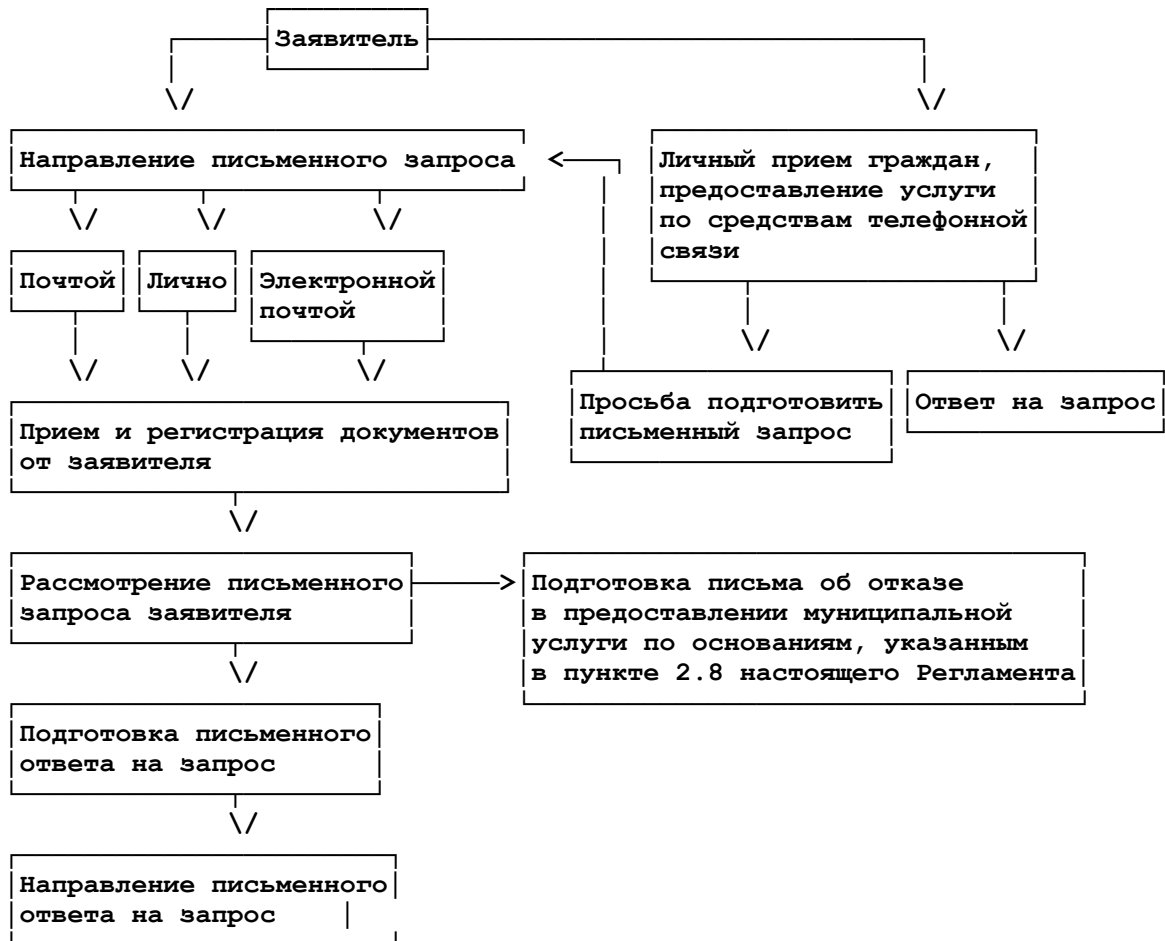 Заявитель
Направление письменного запроса
Личный прием граждан,
предоставление услуги
по средствам телефонной
связи
Почтой
Лично
Электронной
почтой
Просьба подготовить
письменный запрос
Ответ на запрос
Прием и регистрация документов
от заявителя
Рассмотрение письменного
запроса заявителя
Подготовка письма об отказе
в предоставлении муниципальной
услуги по основаниям, указанным
в пункте 2.8 настоящего Регламента
Подготовка письменного
ответа на запрос
Направление письменного
ответа на запрос